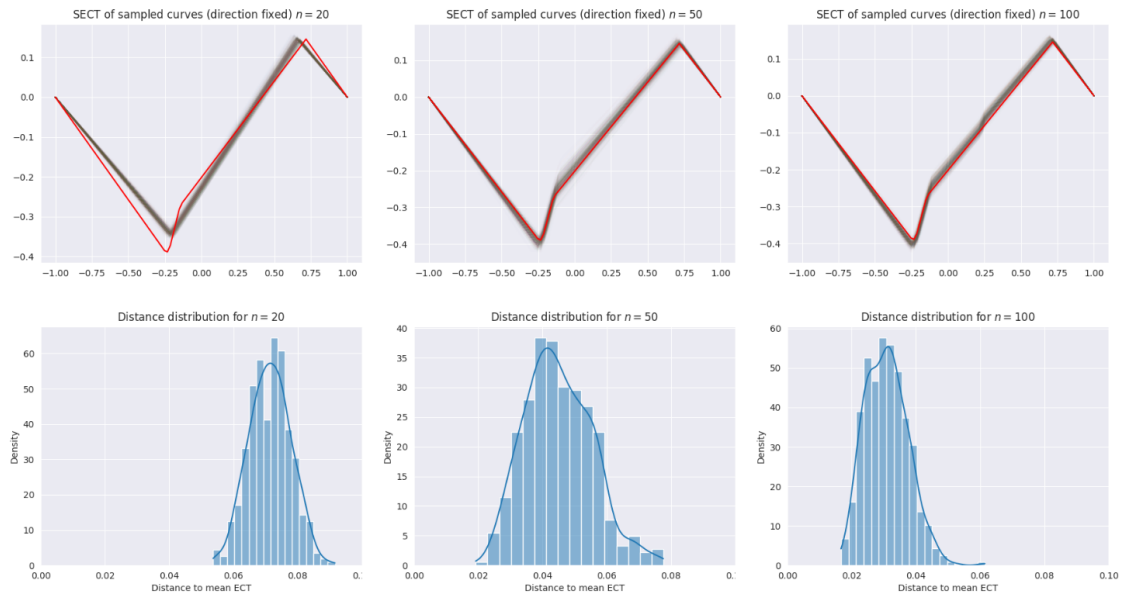 SECT of sampled curves (direction fixed) n = 20
0.1
0.0
−0.1
−0.2
−0.3
−0.4
−1.00 −0.75 −0.50 −0.25 0.00 0.25 0.50 0.75 1.00
SECT of sampled curves (direction fixed) n = 50
0.1
0.0
−0.1
−0.2
−0.3
−0.4
−1.00 −0.75 −0.50 −0.25 0.00 0.25 0.50 0.75 1.00
SECT of sampled curves (direction fixed) n = 100
0.1
0.0
−0.1
−0.2
−0.3
−0.4
−1.00 −0.75 −0.50 −0.25 0.00 0.25 0.50 0.75 1.00
Distance distribution for n = 20
Density
60
50
40
30
20
10
0
0.00 0.02 0.04 0.06 0.08 0.:
Distance to mean ECT
Distance distribution for n = 50
Density
40
35
30
25
20
15
10
5
0
0.00 0.02 0.04 0.06 0.08 0.:
Distance to mean ECT
Distance distribution for n = 100
Density
60
50
40
30
20
10
0
0.00 0.02 0.04 0.06 0.08 0.10
Distance to mean ECT